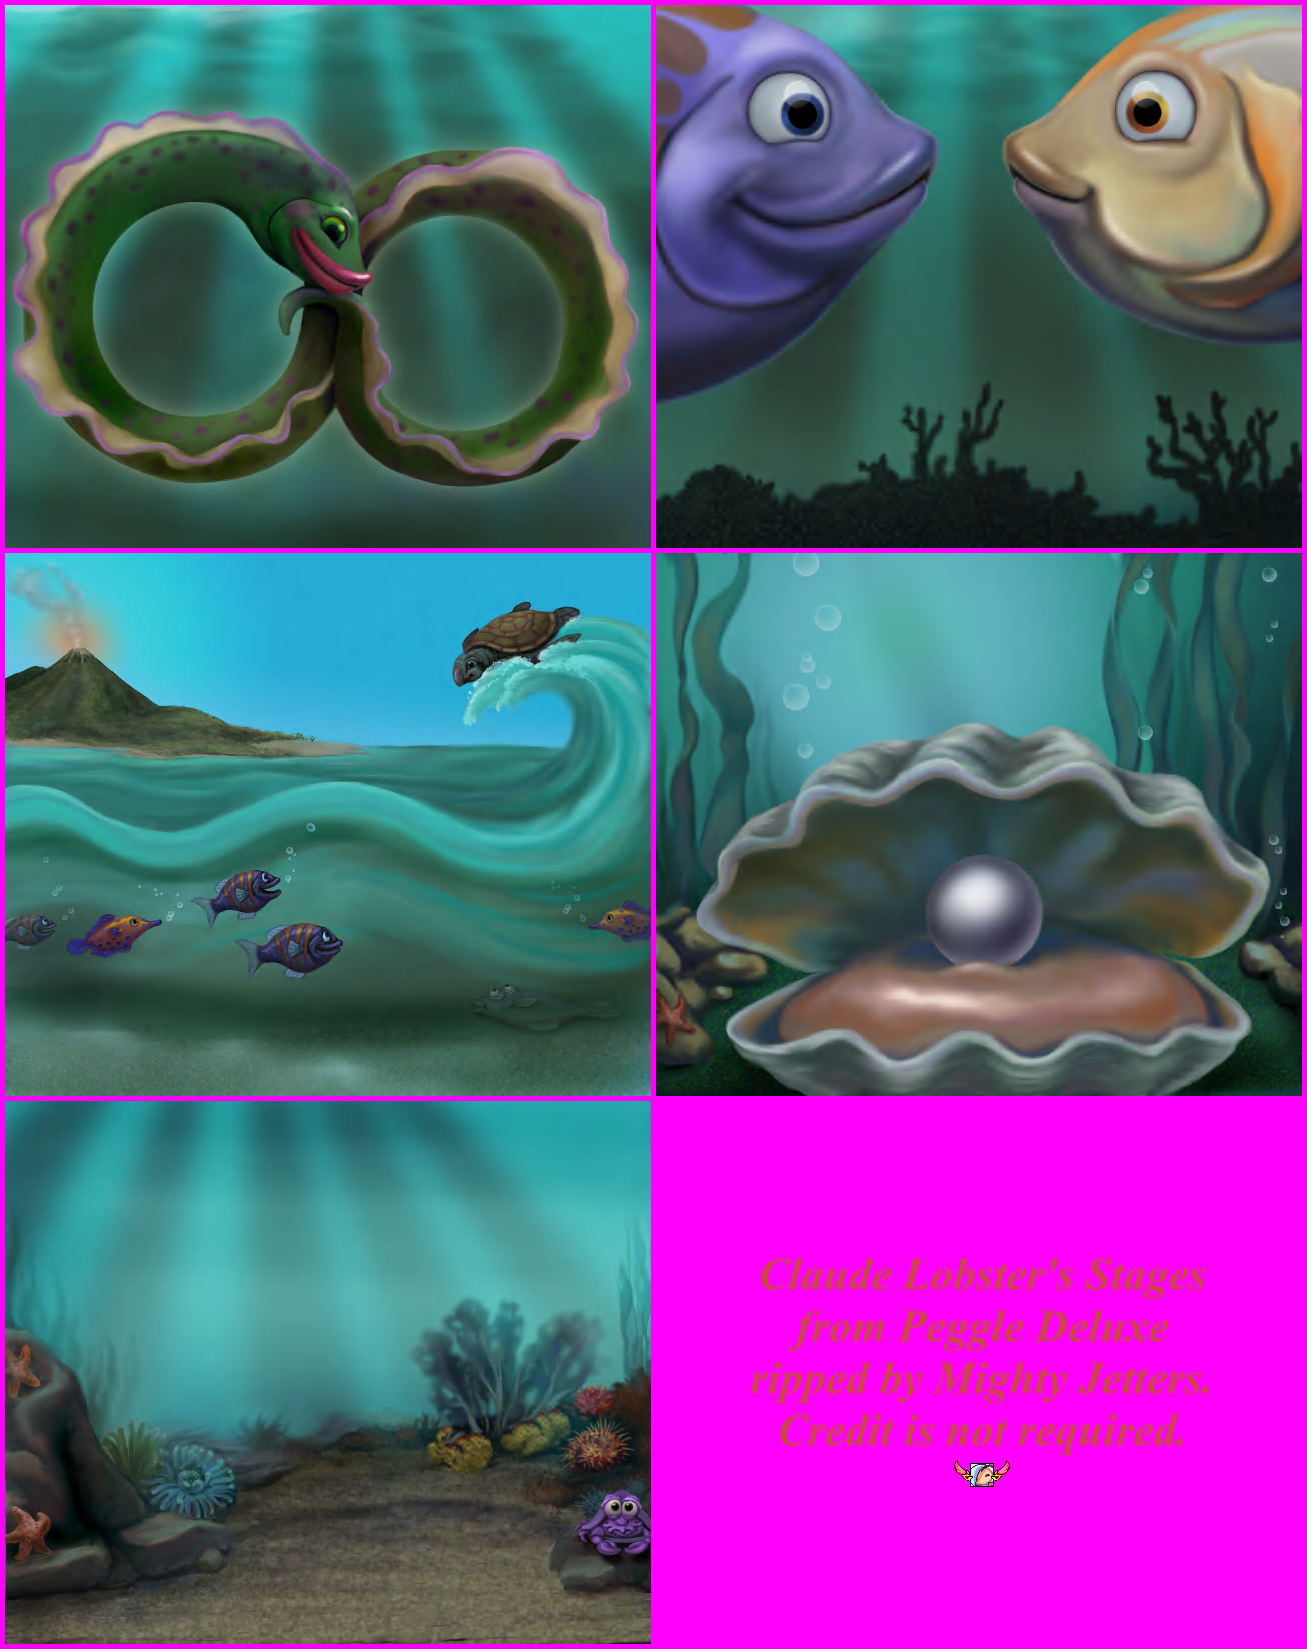 Claude Lobster's Stages
from Peggle Deluxe
ripped by Mighty Jetters.
Credit is not required.